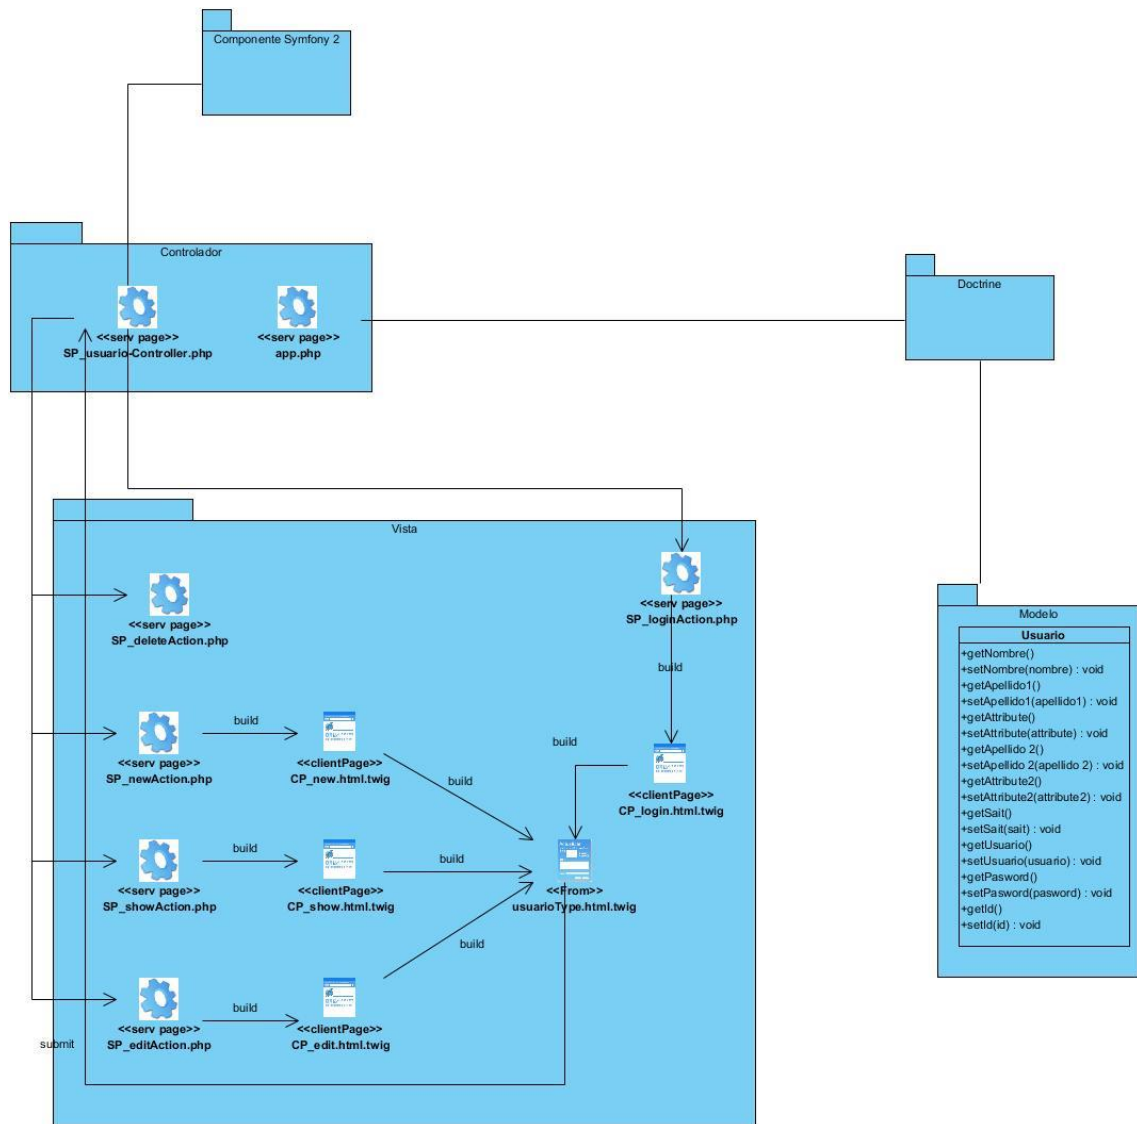 Componente Symfony 2
Controlador
<<serv page>>
SP_usuario-Controller.php
<<serv page>>
app.php
Doctrine
Vista
<<serv page>>
SP_deleteAction.php
<<serv page>>
SP_loginAction.php
build
<<serv page>>
SP_newAction.php
build
<<clientPage>>
CP_new.html.twig
build
build
<<clientPage>>
CP_login.html.twig
<<serv page>>
SP_showAction.php
build
<<clientPage>>
CP_show.html.twig
build
<<From>>
usuarioType.html.twig
<<serv page>>
SP_editAction.php
build
<<clientPage>>
CP_edit.html.twig
build
submit
Modelo
Usuario
+getNombre()
+setNombre(nombre) : void
+getApellido1()
+setApellido1(apellido1) : void
+getAttribute()
+setAttribute(attribute) : void
+getApellido 2()
+setApellido 2(apellido 2) : void
+getAttribute2()
+setAttribute2(attribute2) : void
+getSait()
+setSait(sait) : void
+getUsuario()
+setUsuario(usuario) : void
+getPasword()
+setPasword(pasword) : void
+getId()
+setId(id) : void